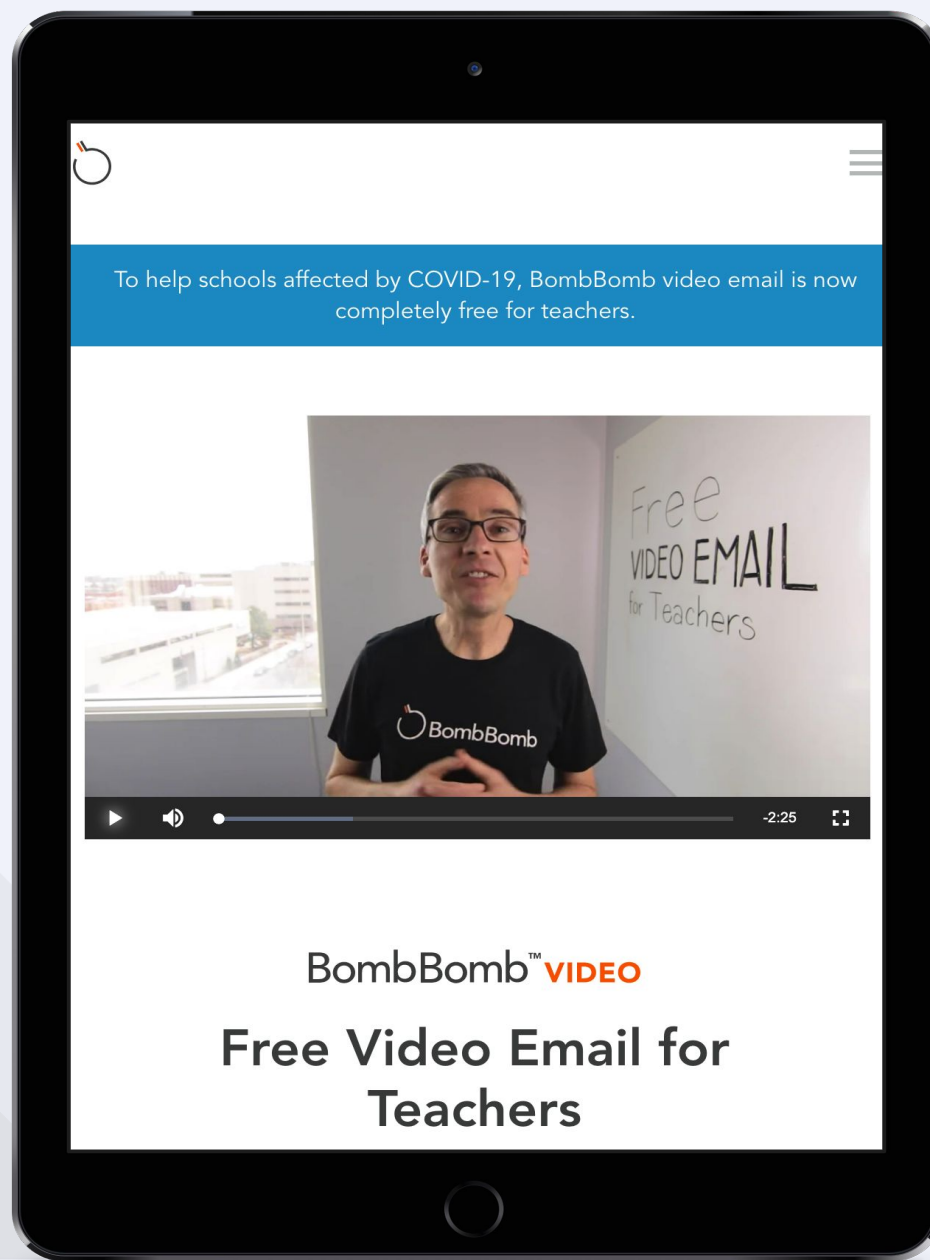 To help schools affected by COVID-19, BombBomb video email is now
completely free for teachers.
Free
VIDEO EMAIL
for Teachers
BombBomb
-2:25
BombBomb™ VIDEO
Free Video Email for
Teachers